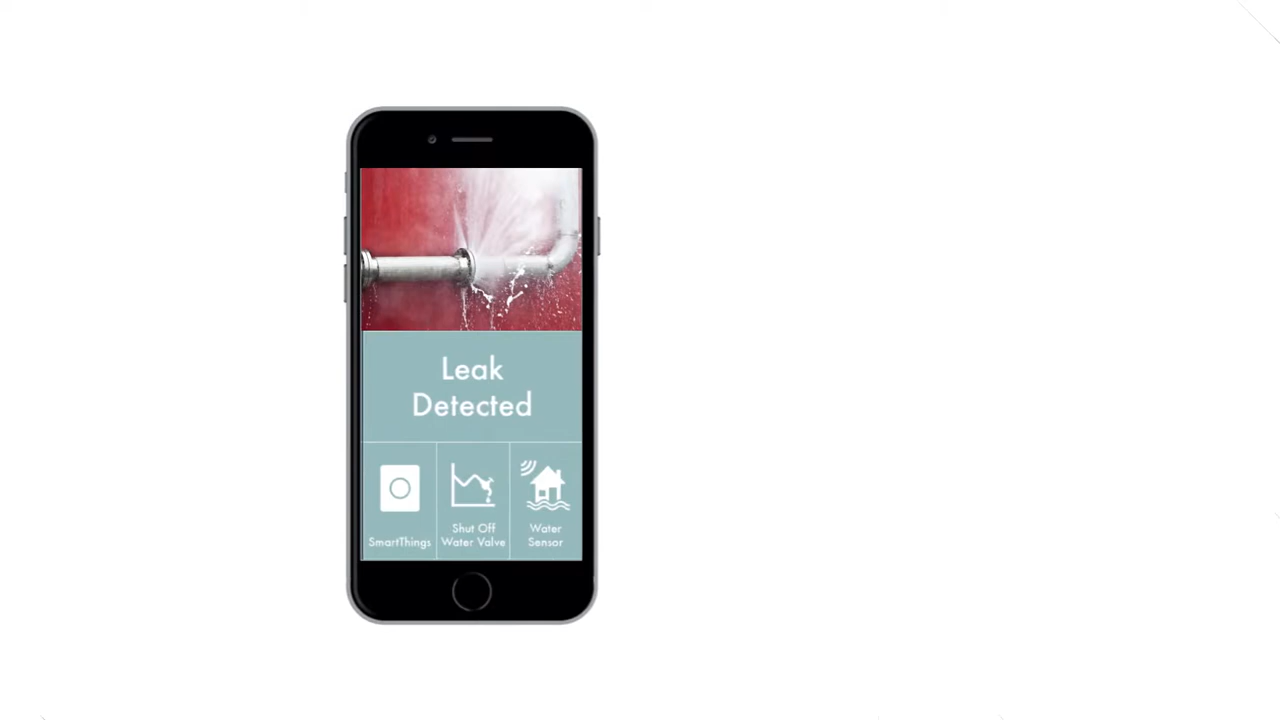 Leak
Detected
SmartThings
Shut Off
Water Valve
Water
Sensor